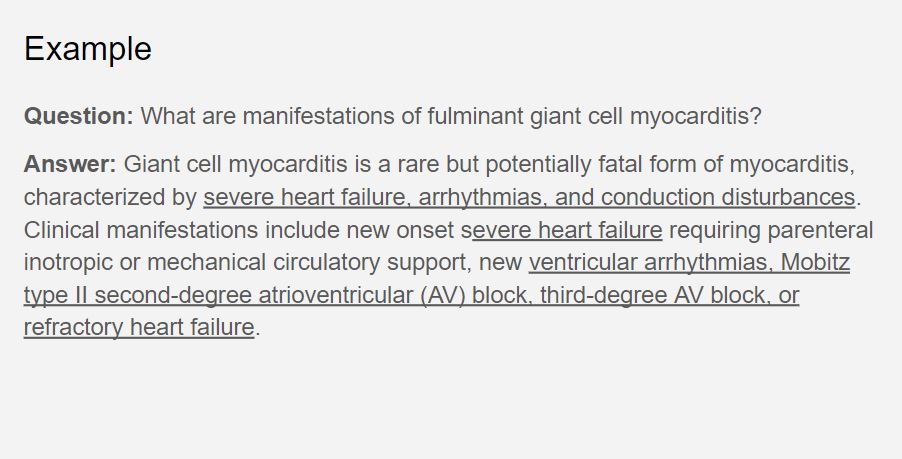 Example
Question: What are manifestations of fulminant giant cell myocarditis?
Answer: Giant cell myocarditis is a rare but potentially fatal form of myocarditis,
characterized by severe heart failure, arrhythmias, and conduction disturbances.
Clinical manifestations include new onset severe heart failure requiring parenteral
inotropic or mechanical circulatory support, new ventricular arrhythmias, Mobitz
type II second-degree atrioventricular (AV) block, third-degree AV block, or
refractory heart failure.